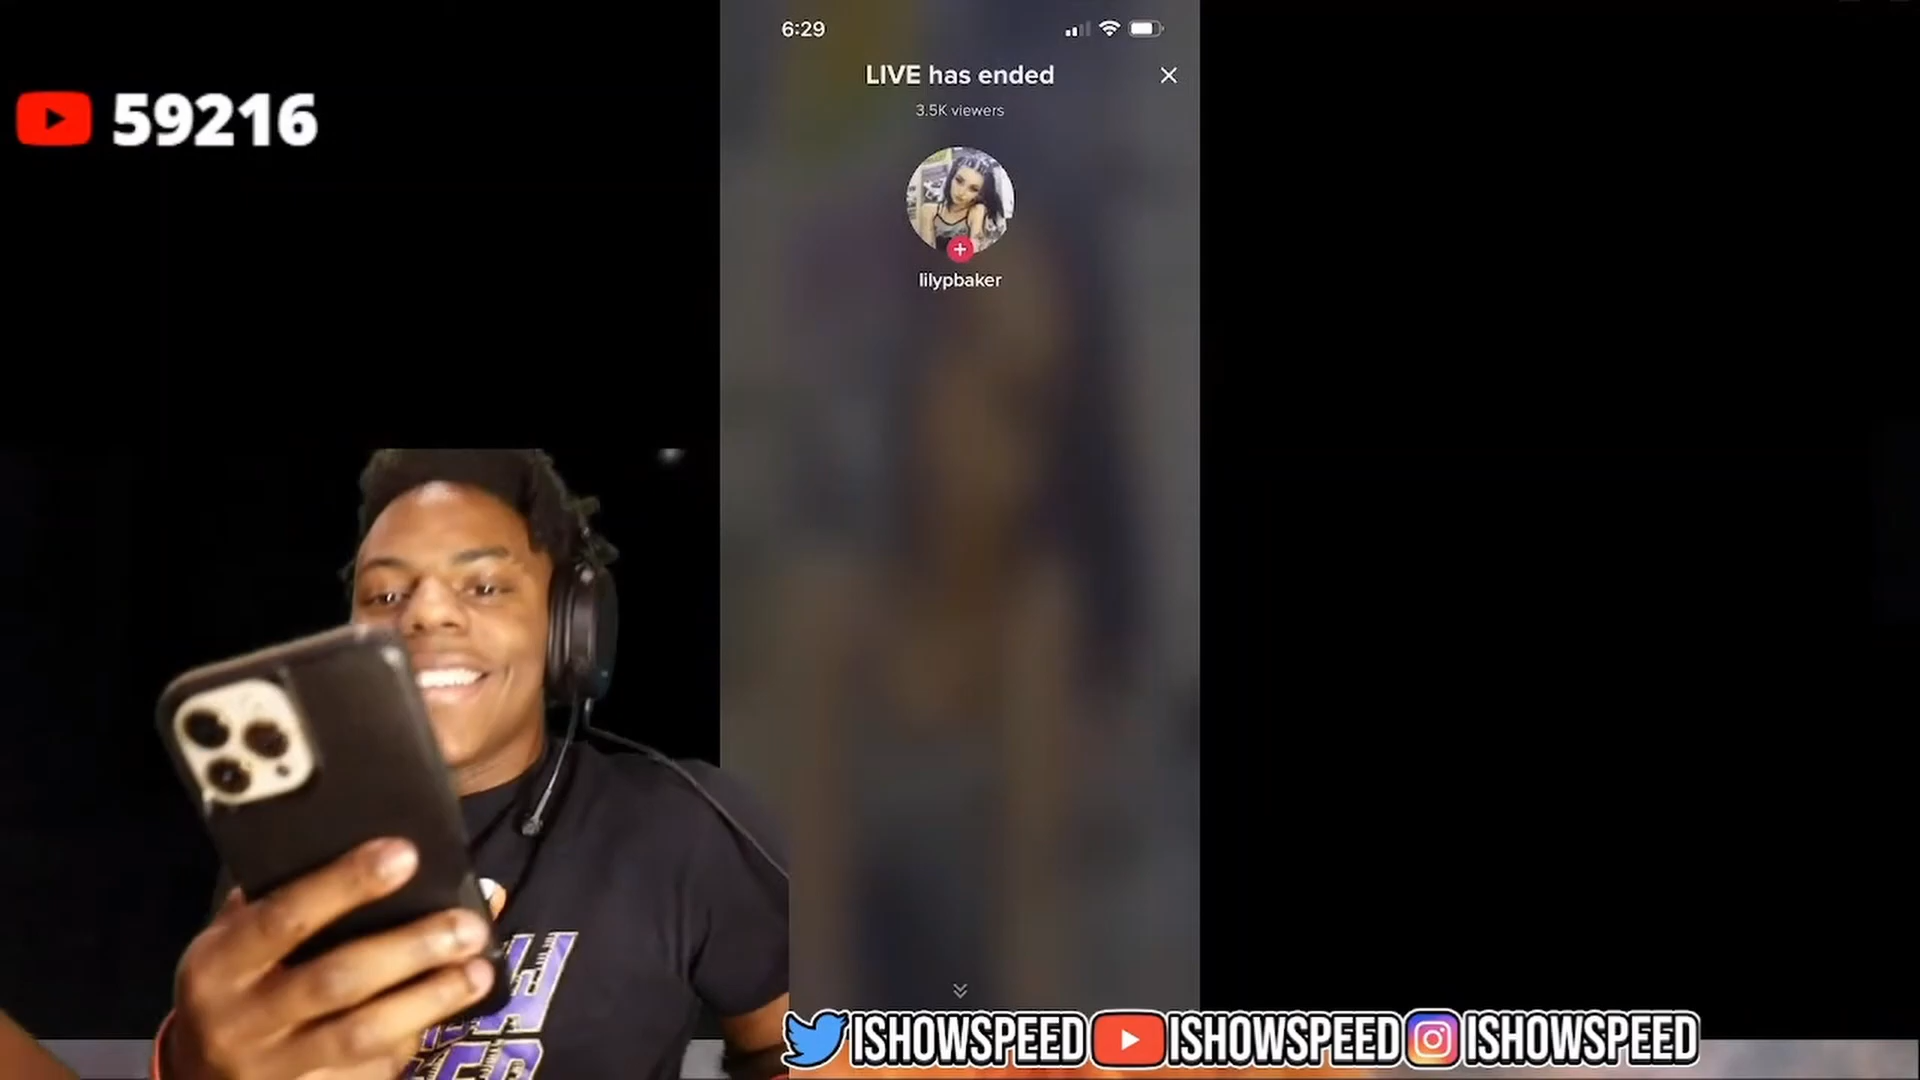 6:29
LIVE has ended
3.5K viewers
59216
lilypbaker
ISHOWSPEED ISHOWSPEED ISHOWSPEED